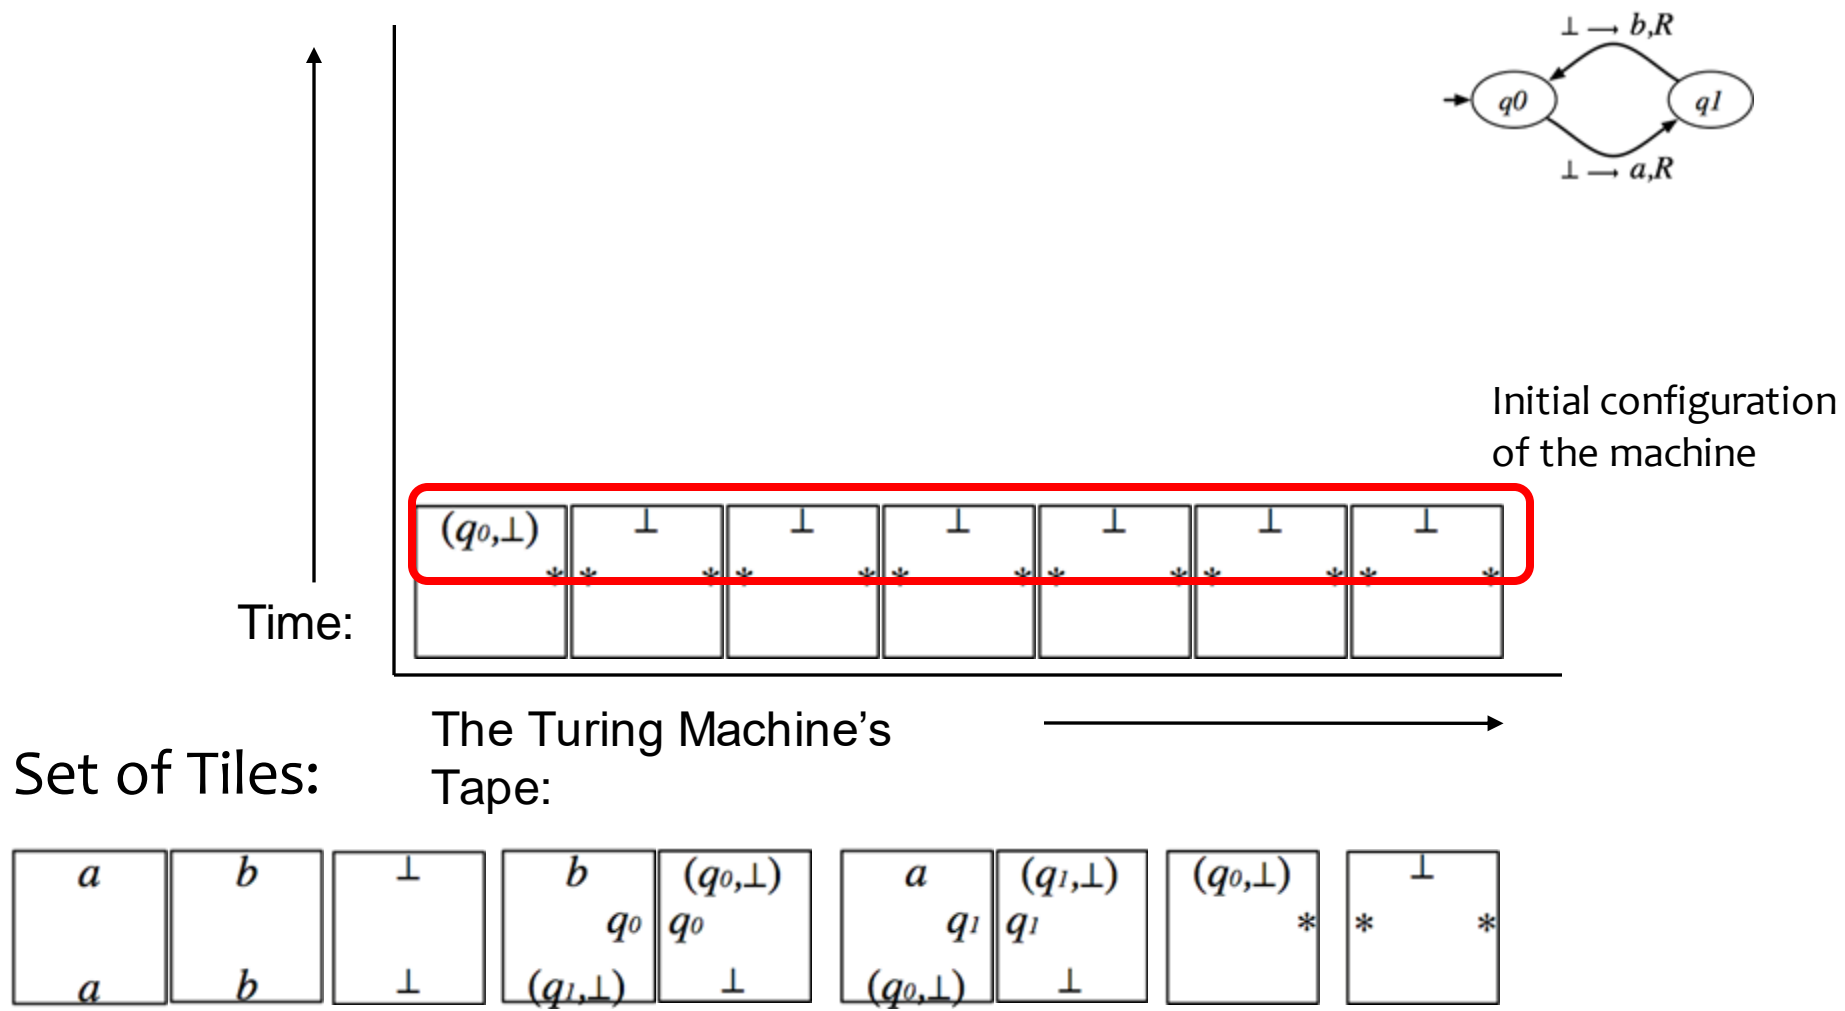 ⊥ → b,R
q0 q1
⊥ → a,R
Initial configuration
of the machine
(q0,⊥) ⊥ ⊥ ⊥ ⊥ ⊥ ⊥
* * * * * * * * * * * * *
Time:
The Turing Machine's
Tape:
Set of Tiles:
a b ⊥ b (q0,⊥) a (q1,⊥) (q0,⊥) ⊥
q0 q0 q1 q1 * * *
a b ⊥ (q1,⊥) ⊥ (q0,⊥) ⊥